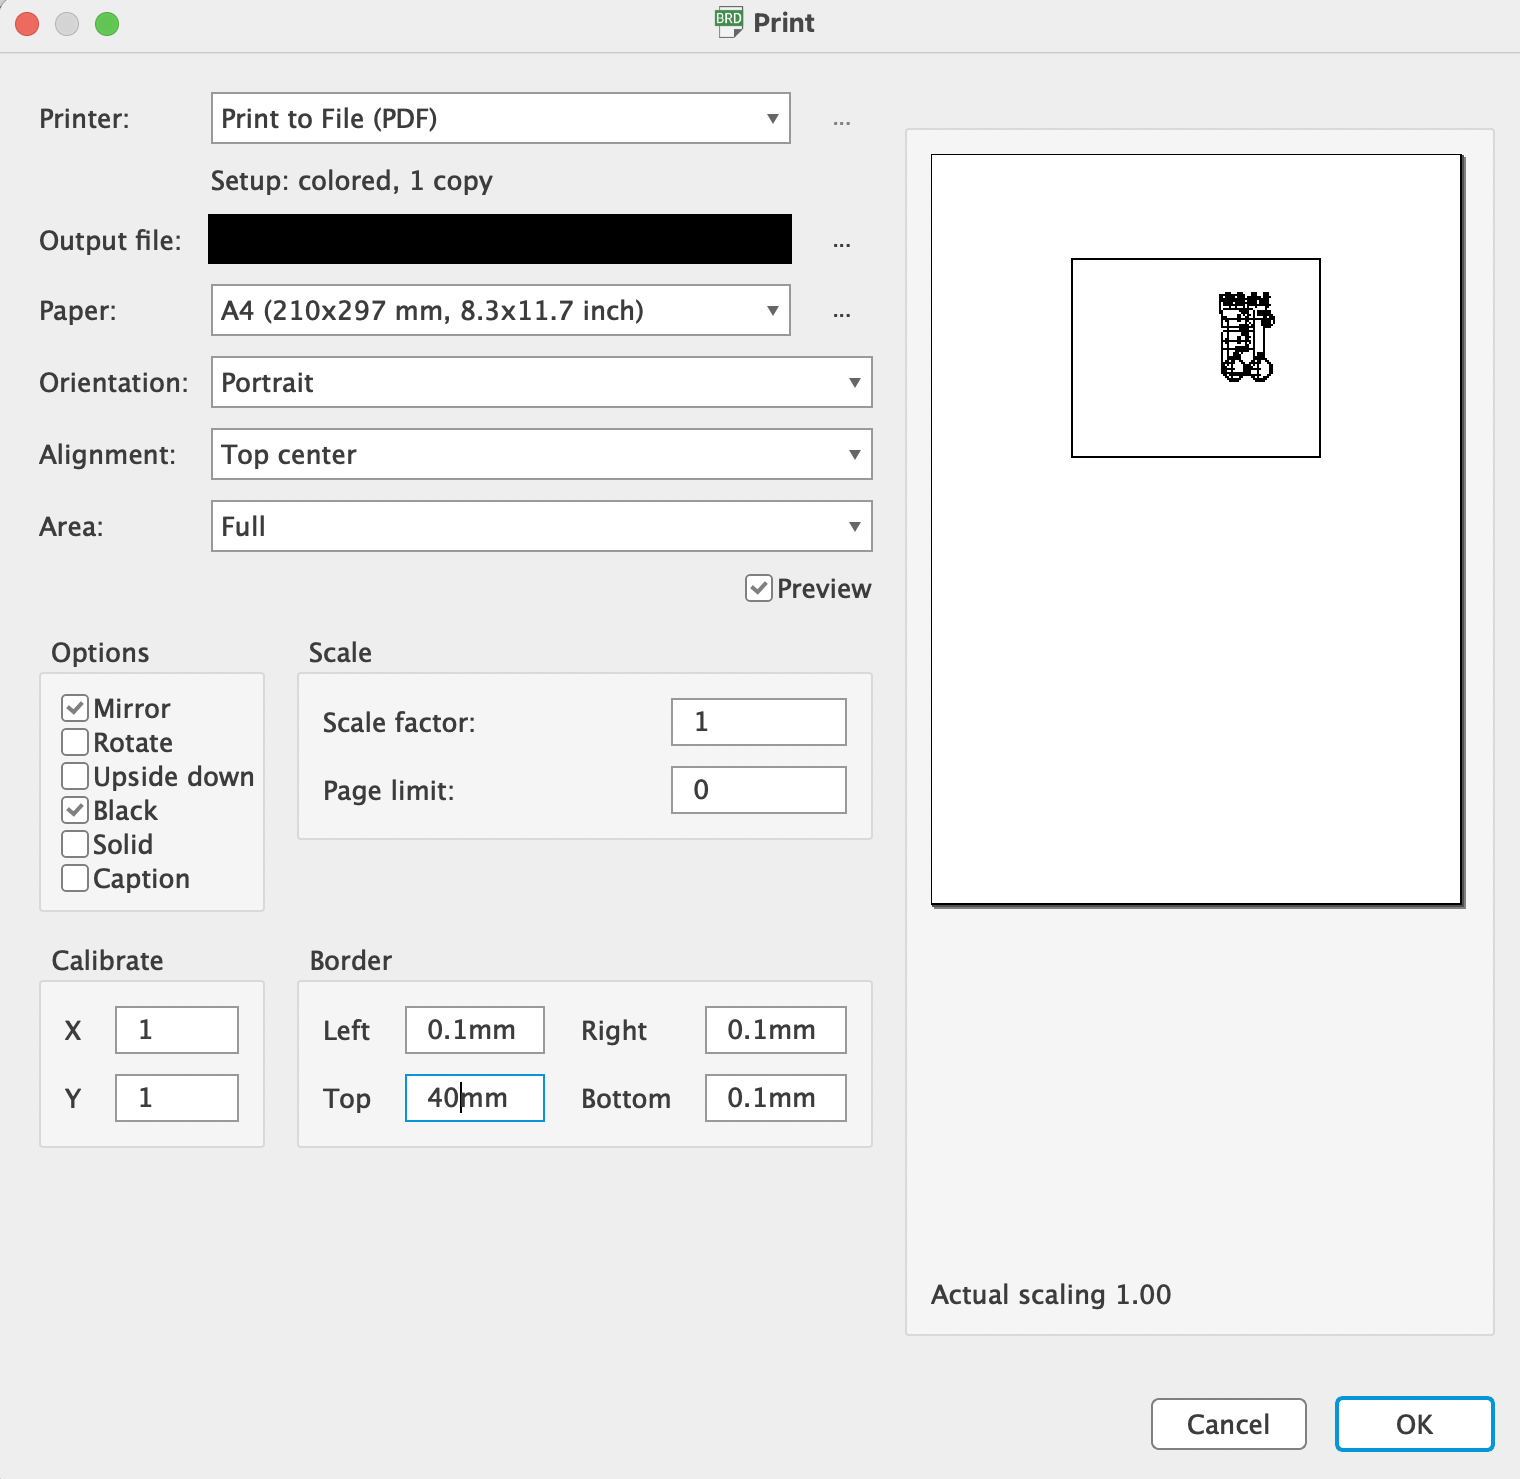 BRD Print
Printer: Print to File (PDF) ...
Setup: colored, 1 copy
Output file: ...
Paper: A4 (210x297 mm, 8.3x11.7 inch) ...
Orientation: Portrait
Alignment: Top center
Area: Full
Preview
Options
Mirror
Rotate
Upside down
Black
Solid
Caption
Scale
Scale factor: 1
Page limit: 0
Calibrate
X 1
Y 1
Border
Left 0.1mm Right 0.1mm
Top 40mm Bottom 0.1mm
Actual scaling 1.00
Cancel OK